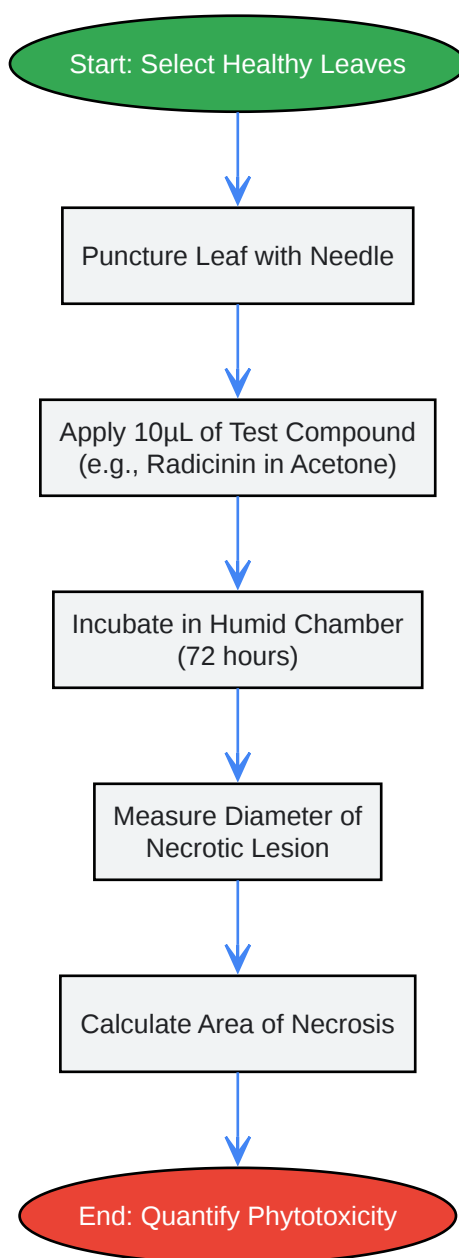 Start: Select Healthy Leaves
Puncture Leaf with Needle
Apply 10µL of Test Compound
(e.g., Radicinin in Acetone)
Incubate in Humid Chamber
(72 hours)
Measure Diameter of
Necrotic Lesion
Calculate Area of Necrosis
End: Quantify Phytotoxicity